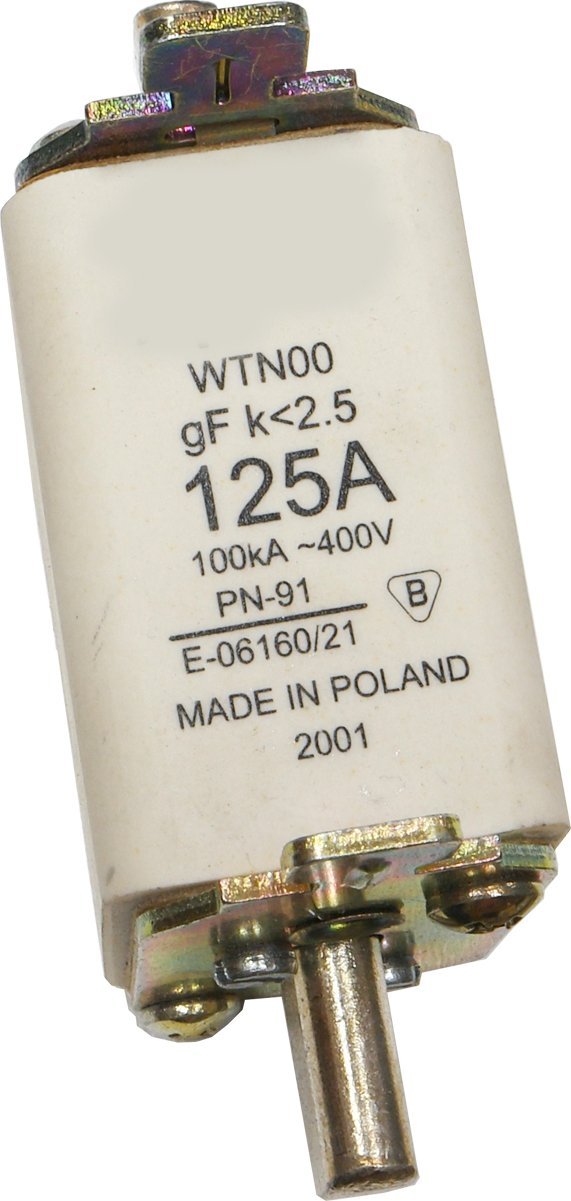 WTN00
gF k<2.5
125A
100kA ~400V
PN-91
B
E-06160/21
MADE IN POLAND
2001